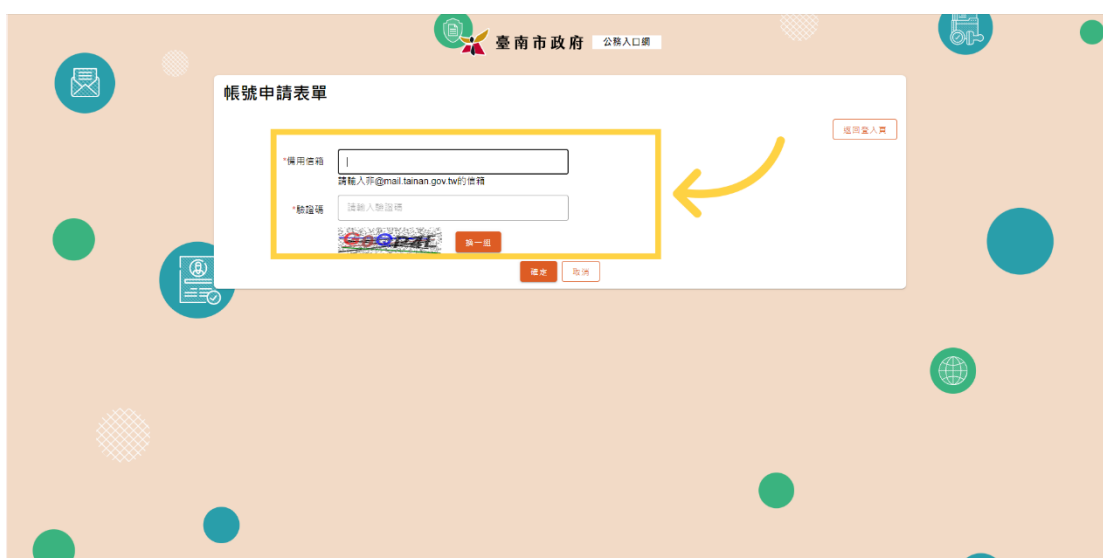 臺南市政府 公務入口網
帳號申請表單
返回登入頁
*備用信箱
請輸入非@mail.tainan.gov.tw的信箱
*驗證碼
請輸入驗證碼
換一組
確定 取消